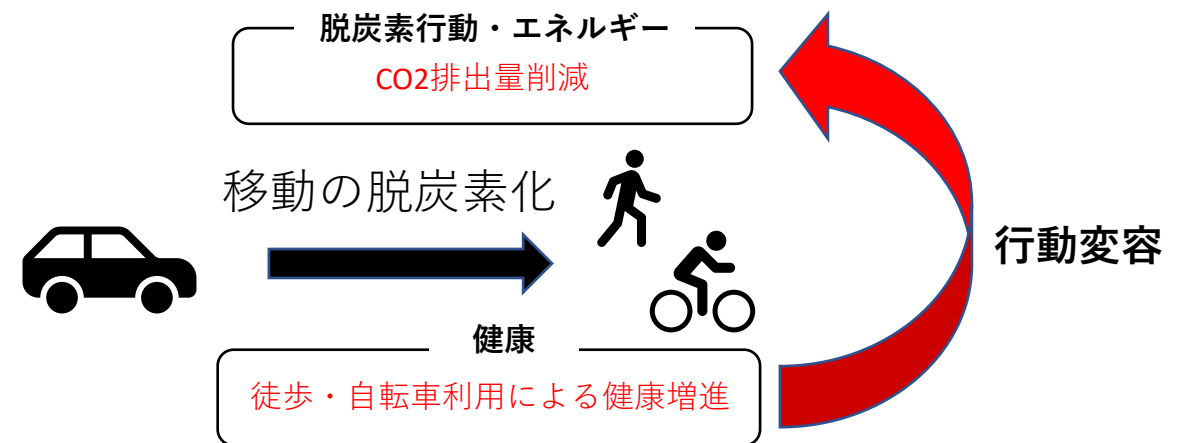 脱炭素行動・エネルギー
CO2排出量削減
移動の脱炭素化
行動変容
健康
徒歩・自転車利用による健康増進